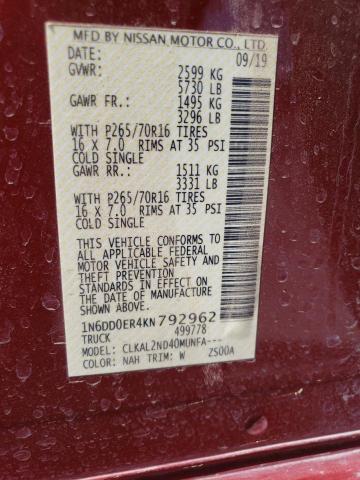 MFD BY NISSAN MOTOR CO., LTD.
DATE: 09/19
GVWR: 2599 KG
5730 LB
GAWR FR.: 1495 KG
3296 LB
WITH P265/70R16 TIRES
16 X 7.0 RIMS AT 35 PSI
COLD SINGLE
GAWR RR.: 1511 KG
3331 LB
WITH P265/70R16 TIRES
16 X 7.0 RIMS AT 35 PSI
COLD SINGLE
THIS VEHICLE CONFORMS TO
ALL APPLICABLE FEDERAL
MOTOR VEHICLE SAFETY AND
THEFT PREVENTION
STANDARDS IN EFFECT ON THE
DATE OF MANUFACTURE
SHOWN ABOVE.
1N6DD0ER4KN792962
TRUCK 499778
MODEL: CLKAL2ND40MUNFA---
COLOR: NAH TRIM: W ZS00A